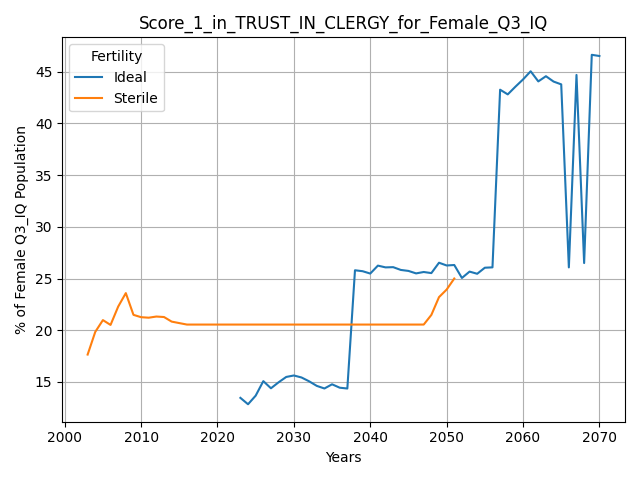 Score_1_in_TRUST_IN_CLERGY_for_Female_Q3_IQ
Fertility
Ideal
Sterile
% of Female Q3_IQ Population
45
40
35
30
25
20
15
2000 2010 2020 2030 2040 2050 2060 2070
Years